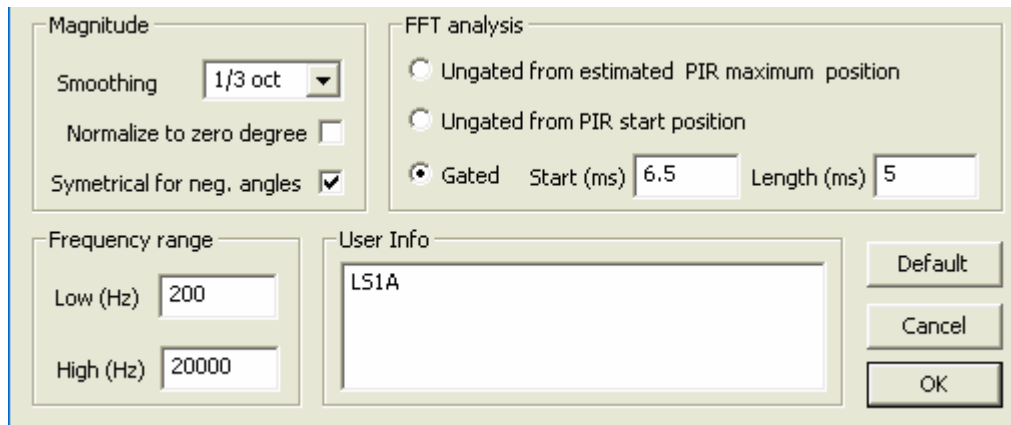 Magnitude
Smoothing 1/3 oct
Normalize to zero degree
Symetrical for neg. angles
FFT analysis
Ungated from estimated PIR maximum position
Ungated from PIR start position
Gated Start (ms) 6.5 Length (ms) 5
Frequency range
Low (Hz) 200
High (Hz) 20000
User Info
LS1A
Default
Cancel
OK